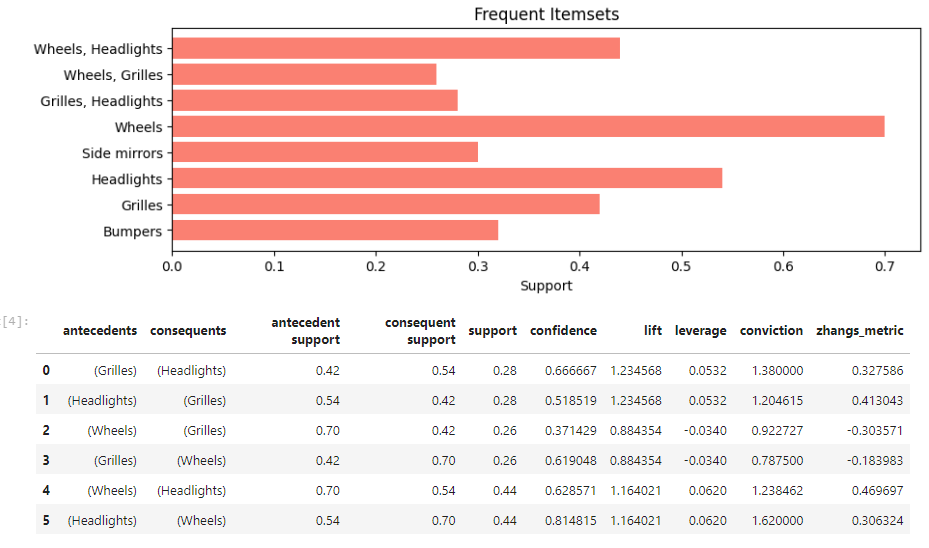 Frequent Itemsets
Wheels, Headlights
Wheels, Grilles
Grilles, Headlights
Wheels
Side mirrors
Headlights
Grilles
Bumpers
0.0 0.1 0.2 0.3 0.4 0.5 0.6 0.7
Support
[4]:
antecedents consequents antecedent support consequent support support confidence lift leverage conviction zhangs_metric
0 (Grilles) (Headlights) 0.42 0.54 0.28 0.666667 1.234568 0.0532 1.380000 0.327586
1 (Headlights) (Grilles) 0.54 0.42 0.28 0.518519 1.234568 0.0532 1.204615 0.413043
2 (Wheels) (Grilles) 0.70 0.42 0.26 0.371429 0.884354 -0.0340 0.922727 -0.303571
3 (Grilles) (Wheels) 0.42 0.70 0.26 0.619048 0.884354 -0.0340 0.787500 -0.183983
4 (Wheels) (Headlights) 0.70 0.54 0.44 0.628571 1.164021 0.0620 1.238462 0.469697
5 (Headlights) (Wheels) 0.54 0.70 0.44 0.814815 1.164021 0.0620 1.620000 0.306324